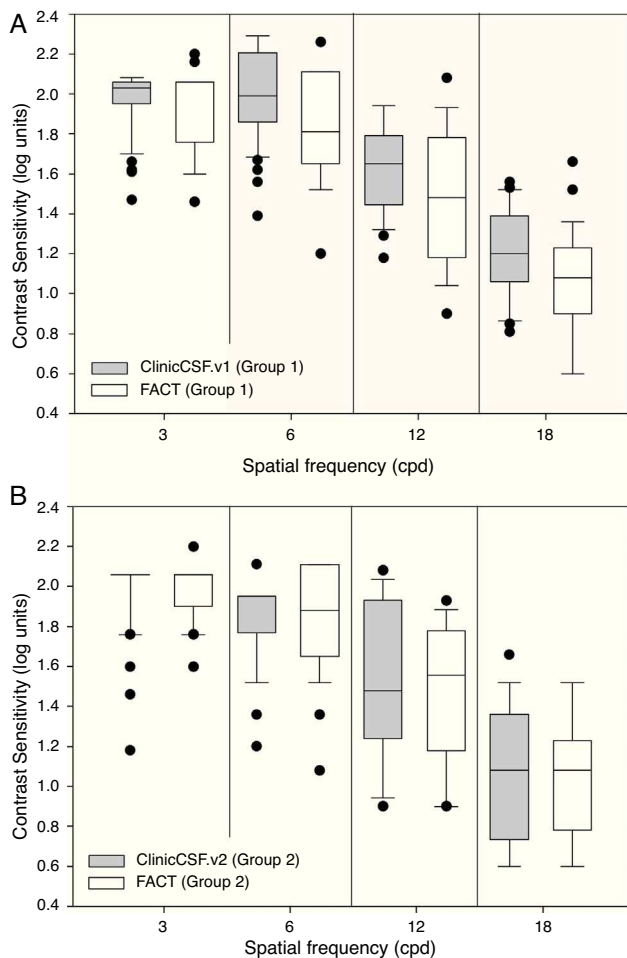 A
Contrast Sensitivity (log units)
2.4
2.2
2.0
1.8
1.6
1.4
1.2
1.0
0.8
0.6
0.4
ClinicCSF.v1 (Group 1)
FACT (Group 1)
3 6 12 18
Spatial frequency (cpd)
B
Contrast Sensitivity (log units)
2.4
2.2
2.0
1.8
1.6
1.4
1.2
1.0
0.8
0.6
0.4
ClinicCSF.v2 (Group 2)
FACT (Group 2)
3 6 12 18
Spatial frequency (cpd)